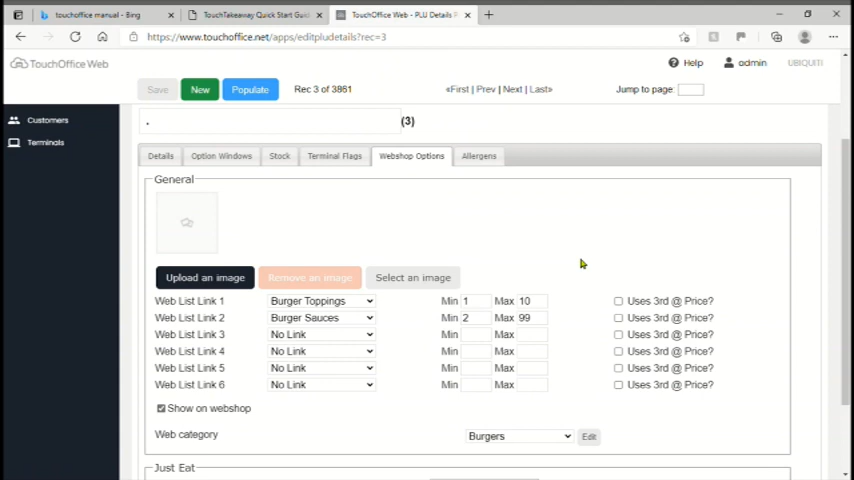 touchoffice manual - Bing
TouchTakeaway Quick Start Guid
TouchOffice Web - PLU Details P
https://www.touchoffice.net/apps/editpludetails?rec=3
TouchOffice Web
Help
admin
UBIQUITI
Save
New
Populate
Rec 3 of 3861
«First | Prev | Next | Last»
Jump to page:
Customers
Terminals
.
(3)
Details
Option Windows
Stock
Terminal Flags
Webshop Options
Allergens
General
Upload an image
Remove an image
Select an image
Web List Link 1 Burger Toppings Min 1 Max 10 Uses 3rd @ Price?
Web List Link 2 Burger Sauces Min 2 Max 99 Uses 3rd @ Price?
Web List Link 3 No Link Min Max Uses 3rd @ Price?
Web List Link 4 No Link Min Max Uses 3rd @ Price?
Web List Link 5 No Link Min Max Uses 3rd @ Price?
Web List Link 6 No Link Min Max Uses 3rd @ Price?
Show on webshop
Web category Burgers Edit
Just Eat